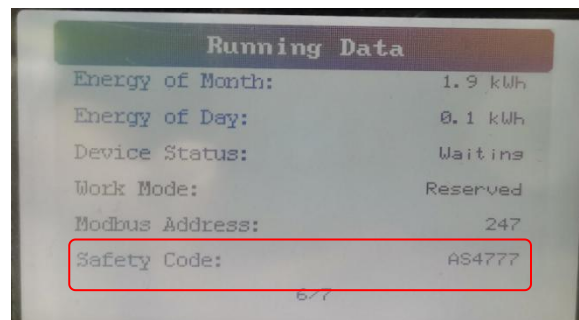 Running Data
Energy of Month: 1.9 kWh
Energy of Day: 0.1 kWh
Device Status: Waiting
Work Mode: Reserved
Modbus Address: 247
Safety Code: AS4777
6/7